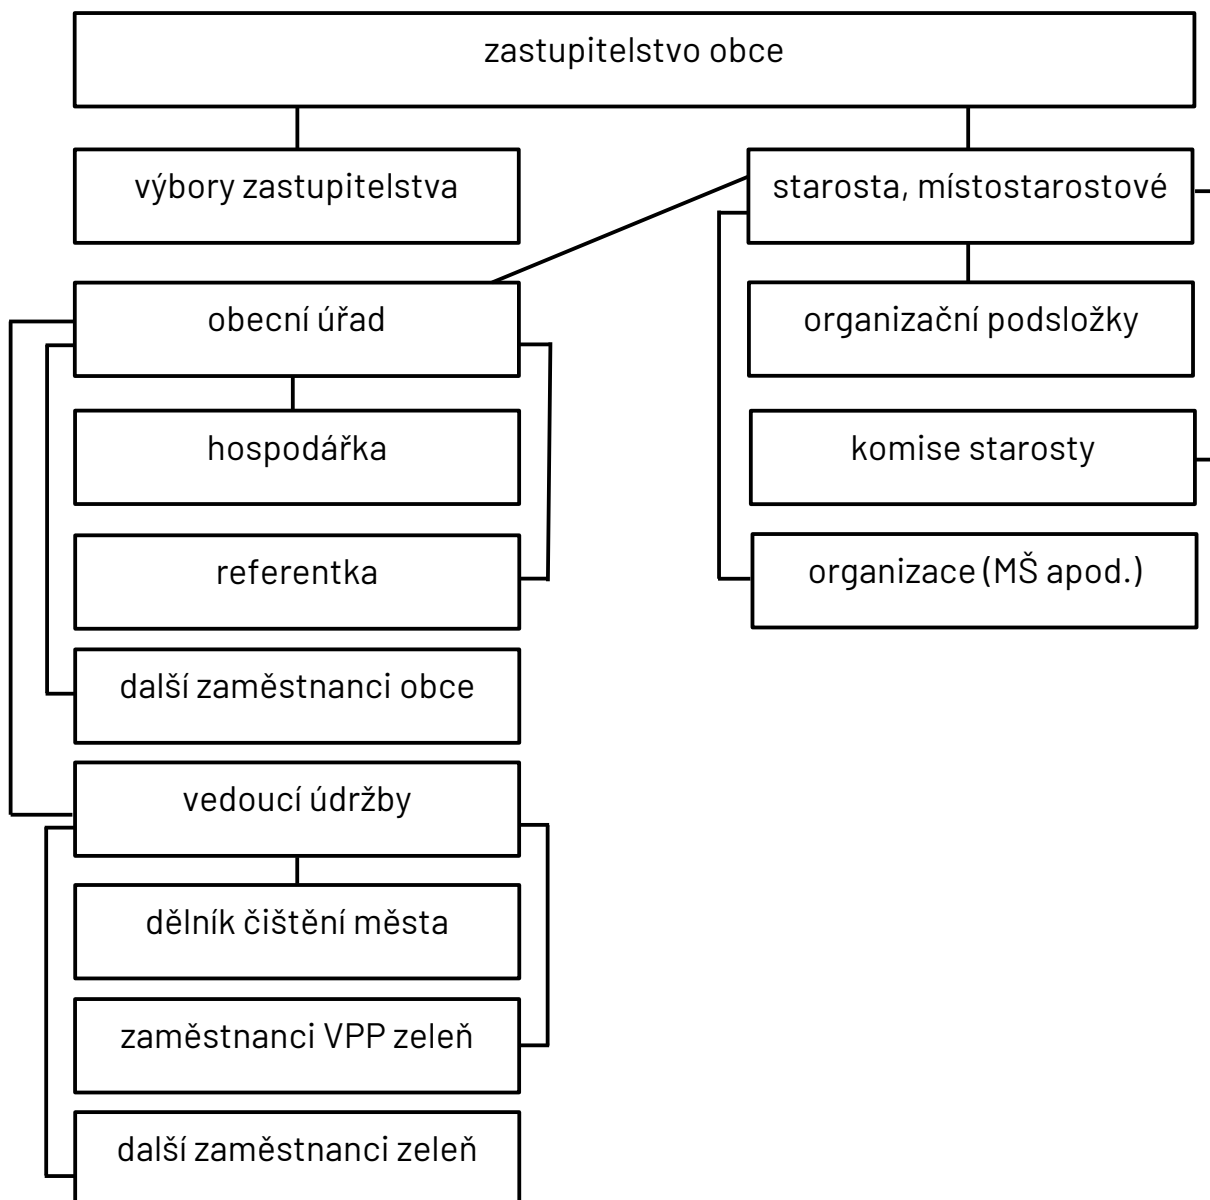 zastupitelstvo obce
výbory zastupitelstva
starosta, místostarostové
obecní úřad
organizační podsložky
hospodářka
komise starosty
referentka
organizace (MŠ apod.)
další zaměstnanci obce
vedoucí údržby
dělník čištění města
zaměstnanci VPP zeleň
další zaměstnanci zeleň